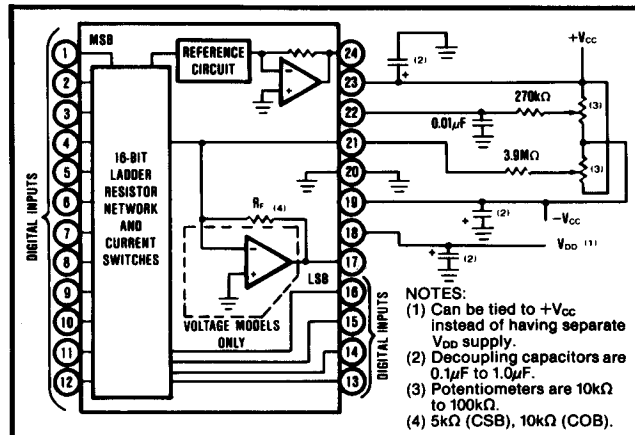 MSB
REFERENCE
CIRCUIT
16-BIT
LADDER
RESISTOR
NETWORK
AND
CURRENT
SWITCHES
RF (4)
VOLTAGE MODELS
ONLY
LSB
DIGITAL INPUTS
1
2
3
4
5
6
7
8
9
10
11
12
24
23
22
21
20
19
18
17
16
15
14
13
DIGITAL INPUTS
(2)
+
+VCC
270kΩ
(3)
0.01μF
3.9MΩ
(3)
+
(2)
−VCC
VDD (1)
+
(2)
NOTES:
(1) Can be tied to +VCC
instead of having separate
VDD supply.
(2) Decoupling capacitors are
0.1μF to 1.0μF.
(3) Potentiometers are 10kΩ
to 100kΩ.
(4) 5kΩ (CSB), 10kΩ (COB).